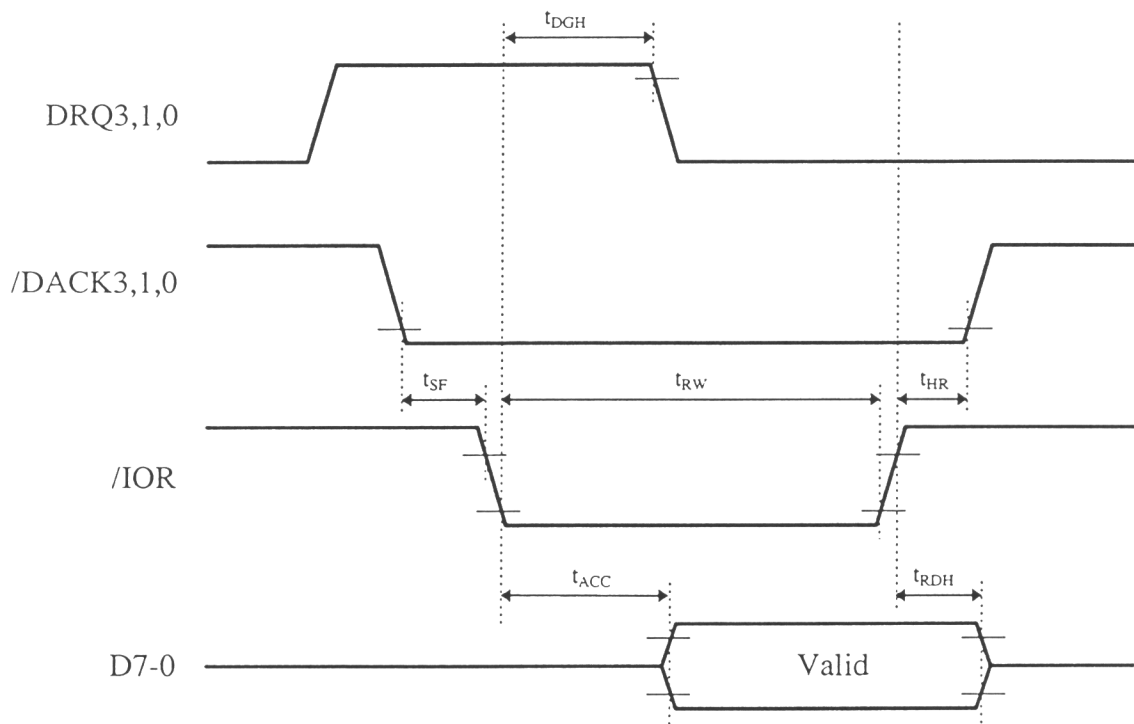 tDGH
DRQ3,1,0
/DACK3,1,0
tSF
tRW
tHR
/IOR
tACC
tRDH
D7-0
Valid